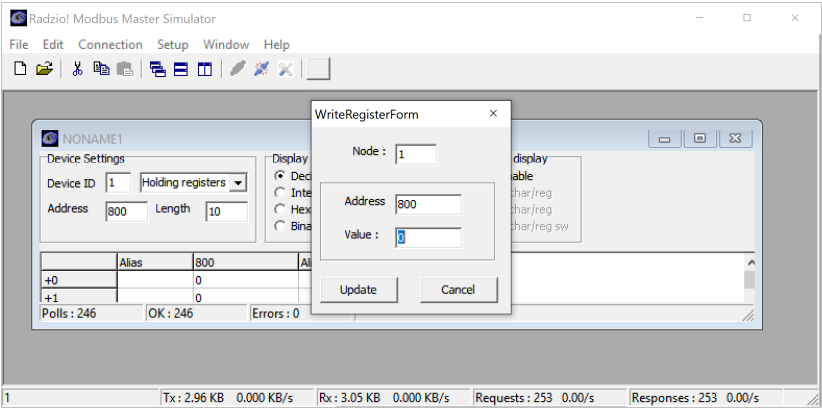 Radzio! Modbus Master Simulator
File Edit Connection Setup Window Help
WriteRegisterForm
Node : 1
Address 800
Value : 0
Update Cancel
NONAME1
Device Settings
Device ID 1 Holding registers
Address 800 Length 10
Display
Deci
Inte
Hex
Bina
display
able
char/reg
char/reg
char/reg sw
Alias 800 Ali
+0 0
+1 0
Polls : 246 OK : 246 Errors : 0
1 Tx : 2.96 KB 0.000 KB/s Rx : 3.05 KB 0.000 KB/s Requests : 253 0.00/s Responses : 253 0.00/s